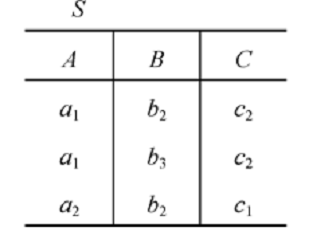 S
A B C
a₁ b₂ c₂
a₁ b₃ c₂
a₂ b₂ c₁